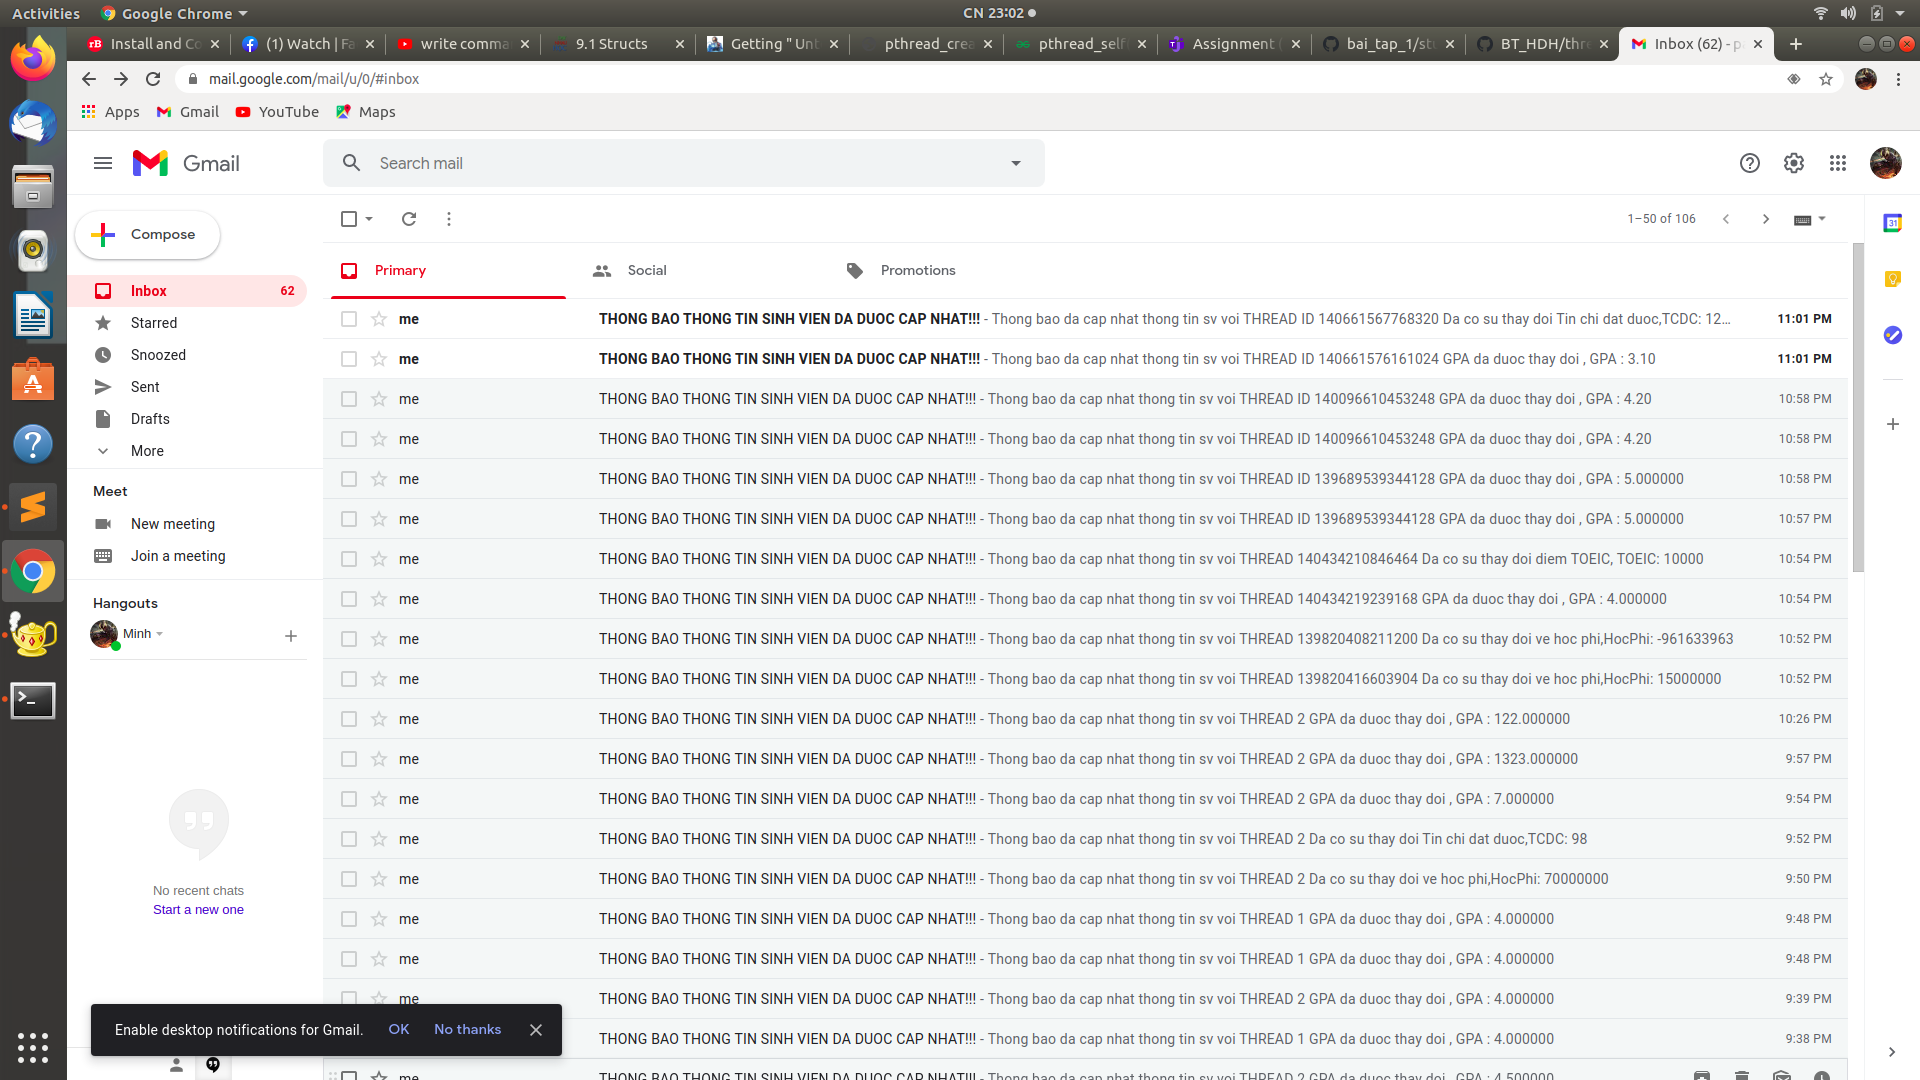 Activities
Google Chrome
CN 23:02
Install and Co
(1) Watch | Fa
write comma
9.1 Structs
Getting " Unt
pthread_crea
pthread_self
Assignment (
bai_tap_1/stu
BT_HDH/thre
Inbox (62) - p
mail.google.com/mail/u/0/#inbox
Apps
Gmail
YouTube
Maps
Gmail
Search mail
Compose
1–50 of 106
Primary
Social
Promotions
Inbox 62
Starred
Snoozed
Sent
Drafts
More
Meet
New meeting
Join a meeting
Hangouts
Minh
No recent chats
Start a new one
me THONG BAO THONG TIN SINH VIEN DA DUOC CAP NHAT!!! - Thong bao da cap nhat thong tin sv voi THREAD ID 140661567768320 Da co su thay doi Tin chi dat duoc,TCDC: 12... 11:01 PM
me THONG BAO THONG TIN SINH VIEN DA DUOC CAP NHAT!!! - Thong bao da cap nhat thong tin sv voi THREAD ID 140661576161024 GPA da duoc thay doi , GPA : 3.10 11:01 PM
me THONG BAO THONG TIN SINH VIEN DA DUOC CAP NHAT!!! - Thong bao da cap nhat thong tin sv voi THREAD ID 140096610453248 GPA da duoc thay doi , GPA : 4.20 10:58 PM
me THONG BAO THONG TIN SINH VIEN DA DUOC CAP NHAT!!! - Thong bao da cap nhat thong tin sv voi THREAD ID 140096610453248 GPA da duoc thay doi , GPA : 4.20 10:58 PM
me THONG BAO THONG TIN SINH VIEN DA DUOC CAP NHAT!!! - Thong bao da cap nhat thong tin sv voi THREAD ID 139689539344128 GPA da duoc thay doi , GPA : 5.000000 10:58 PM
me THONG BAO THONG TIN SINH VIEN DA DUOC CAP NHAT!!! - Thong bao da cap nhat thong tin sv voi THREAD ID 139689539344128 GPA da duoc thay doi , GPA : 5.000000 10:57 PM
me THONG BAO THONG TIN SINH VIEN DA DUOC CAP NHAT!!! - Thong bao da cap nhat thong tin sv voi THREAD 140434210846464 Da co su thay doi diem TOEIC, TOEIC: 10000 10:54 PM
me THONG BAO THONG TIN SINH VIEN DA DUOC CAP NHAT!!! - Thong bao da cap nhat thong tin sv voi THREAD 140434219239168 GPA da duoc thay doi , GPA : 4.000000 10:54 PM
me THONG BAO THONG TIN SINH VIEN DA DUOC CAP NHAT!!! - Thong bao da cap nhat thong tin sv voi THREAD 139820408211200 Da co su thay doi ve hoc phi,HocPhi: -961633963 10:52 PM
me THONG BAO THONG TIN SINH VIEN DA DUOC CAP NHAT!!! - Thong bao da cap nhat thong tin sv voi THREAD 139820416603904 Da co su thay doi ve hoc phi,HocPhi: 15000000 10:52 PM
me THONG BAO THONG TIN SINH VIEN DA DUOC CAP NHAT!!! - Thong bao da cap nhat thong tin sv voi THREAD 2 GPA da duoc thay doi , GPA : 122.000000 10:26 PM
me THONG BAO THONG TIN SINH VIEN DA DUOC CAP NHAT!!! - Thong bao da cap nhat thong tin sv voi THREAD 2 GPA da duoc thay doi , GPA : 1323.000000 9:57 PM
me THONG BAO THONG TIN SINH VIEN DA DUOC CAP NHAT!!! - Thong bao da cap nhat thong tin sv voi THREAD 2 GPA da duoc thay doi , GPA : 7.000000 9:54 PM
me THONG BAO THONG TIN SINH VIEN DA DUOC CAP NHAT!!! - Thong bao da cap nhat thong tin sv voi THREAD 2 Da co su thay doi Tin chi dat duoc,TCDC: 98 9:52 PM
me THONG BAO THONG TIN SINH VIEN DA DUOC CAP NHAT!!! - Thong bao da cap nhat thong tin sv voi THREAD 2 Da co su thay doi ve hoc phi,HocPhi: 70000000 9:50 PM
me THONG BAO THONG TIN SINH VIEN DA DUOC CAP NHAT!!! - Thong bao da cap nhat thong tin sv voi THREAD 1 GPA da duoc thay doi , GPA : 4.000000 9:48 PM
me THONG BAO THONG TIN SINH VIEN DA DUOC CAP NHAT!!! - Thong bao da cap nhat thong tin sv voi THREAD 1 GPA da duoc thay doi , GPA : 4.000000 9:48 PM
me THONG BAO THONG TIN SINH VIEN DA DUOC CAP NHAT!!! - Thong bao da cap nhat thong tin sv voi THREAD 2 GPA da duoc thay doi , GPA : 4.000000 9:39 PM
THONG BAO THONG TIN SINH VIEN DA DUOC CAP NHAT!!! - Thong bao da cap nhat thong tin sv voi THREAD 1 GPA da duoc thay doi , GPA : 4.000000 9:38 PM
me THONG BAO THONG TIN SINH VIEN DA DUOC CAP NHAT!!! - Thong bao da cap nhat thong tin sv voi THREAD 2 GPA da duoc thay doi , GPA : 4.500000
Enable desktop notifications for Gmail. OK No thanks